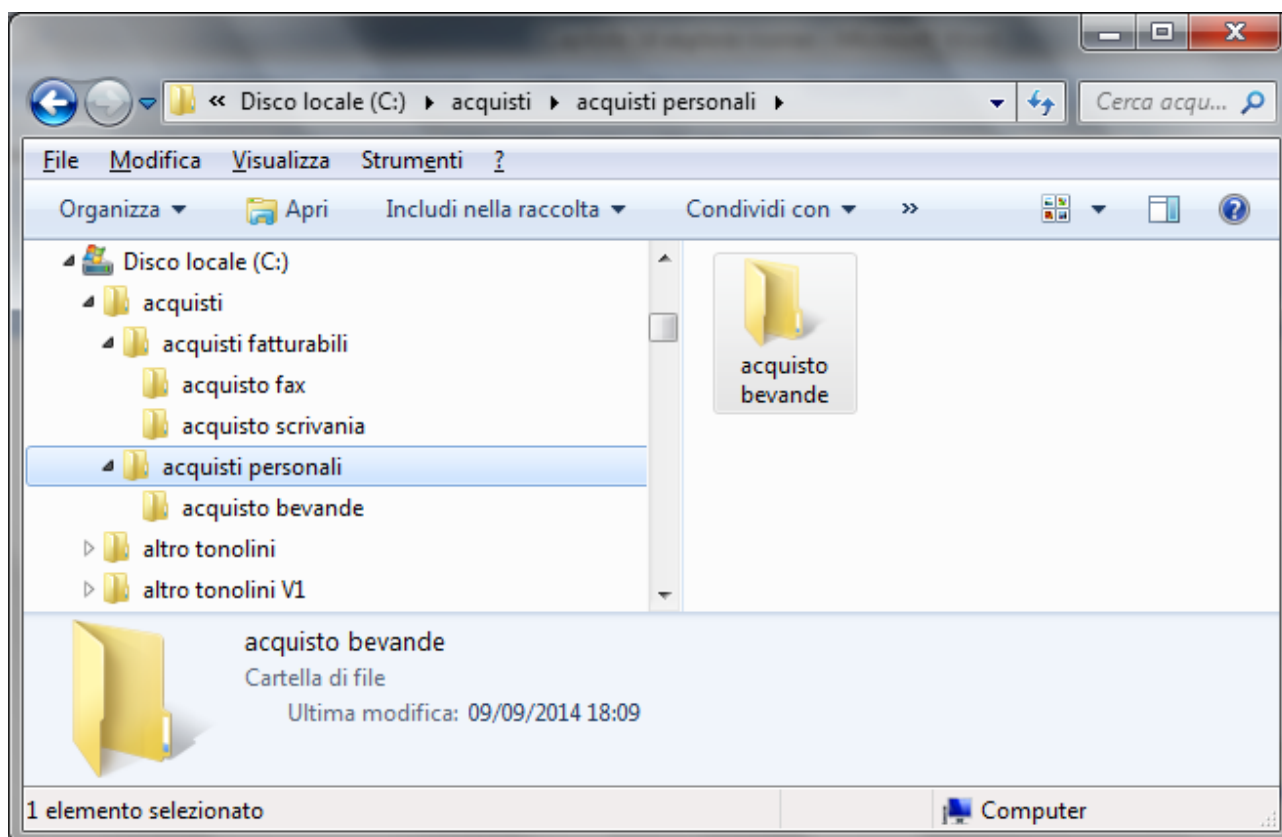 « Disco locale (C:) acquisti acquisti personali
Cerca acqu...
File Modifica Visualizza Strumenti ?
Organizza Apri Includi nella raccolta Condividi con »
Disco locale (C:)
acquisti
acquisti fatturabili
acquisto fax
acquisto scrivania
acquisti personali
acquisto bevande
altro tonolini
altro tonolini V1
acquisto
bevande
acquisto bevande
Cartella di file
Ultima modifica: 09/09/2014 18:09
1 elemento selezionato
Computer